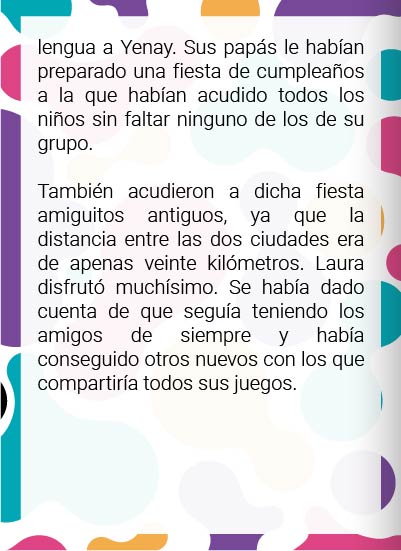 lengua a Yenay. Sus papás le habían
preparado una fiesta de cumpleaños
a la que habían acudido todos los
niños sin faltar ninguno de los de su
grupo.
También acudieron a dicha fiesta
amiguitos antiguos, ya que la
distancia entre las dos ciudades era
de apenas veinte kilómetros. Laura
disfrutó muchísimo. Se había dado
cuenta de que seguía teniendo los
amigos de siempre y había
conseguido otros nuevos con los que
compartiría todos sus juegos.